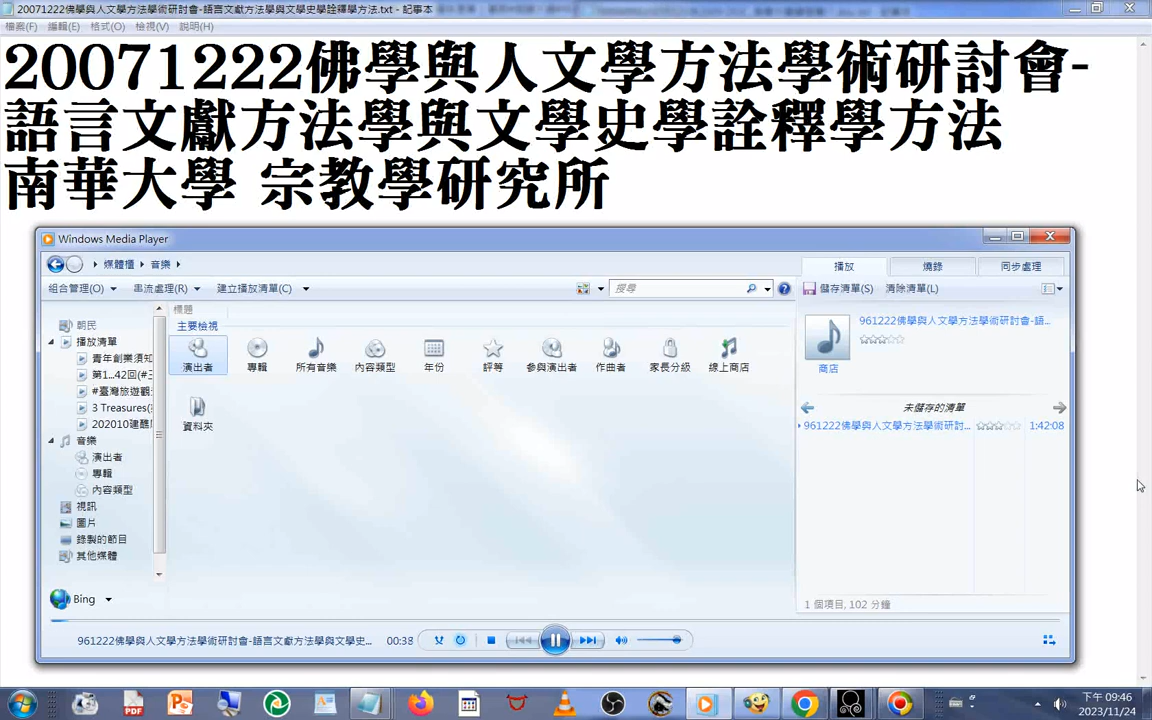 20071222佛學與人文學方法學術研討會-語言文獻方法學與文學史學詮釋學方法.txt - 記事本
檔案(F) 編輯(E) 格式(O) 檢視(V) 說明(H)
20071222佛學與人文學方法學術研討會-
語言文獻方法學與文學史學詮釋學方法
南華大學 宗教學研究所
Windows Media Player
媒體櫃 音樂
播放 燒錄 同步處理
組合管理(O) 串流處理(R) 建立播放清單(C) 搜尋 儲存清單(S) 清除清單(L)
標題
主要檢視
朝民
播放清單
青年創業須知
第1...42回(#
#臺灣旅遊觀
3 Treasures(
202010建
音樂
演出者
專輯
內容類型
視訊
圖片
錄製的節目
其他媒體
Bing
演出者 專輯 所有音樂 內容類型 年份 評等 參與演出者 作曲者 家長分級 線上商店
資料夾
961222佛學與人文學方法學術研討會-語...
商店
未儲存的清單
961222佛學與人文學方法學術研討... 1:42:08
1 個項目, 102 分鐘
961222佛學與人文學方法學術研討會-語言文獻方法學與文學史... 00:38
PDF
下午 09:46
2023/11/24